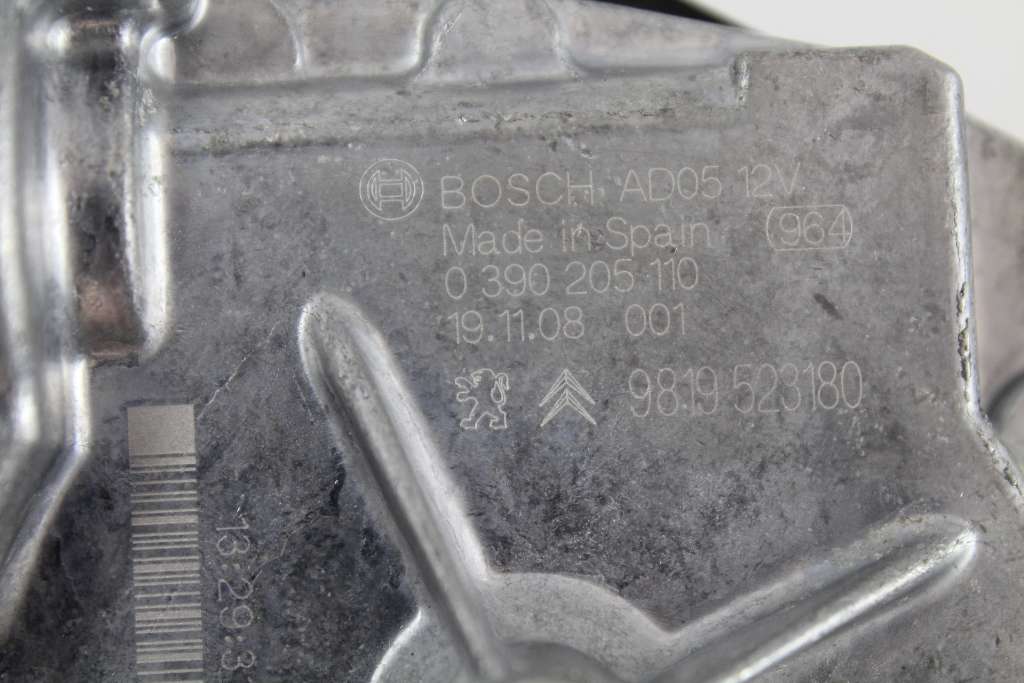 BOSCH AD05 12V
Made in Spain 964
0 390 205 110
19.11.08 001
9819 523180
13:29:3